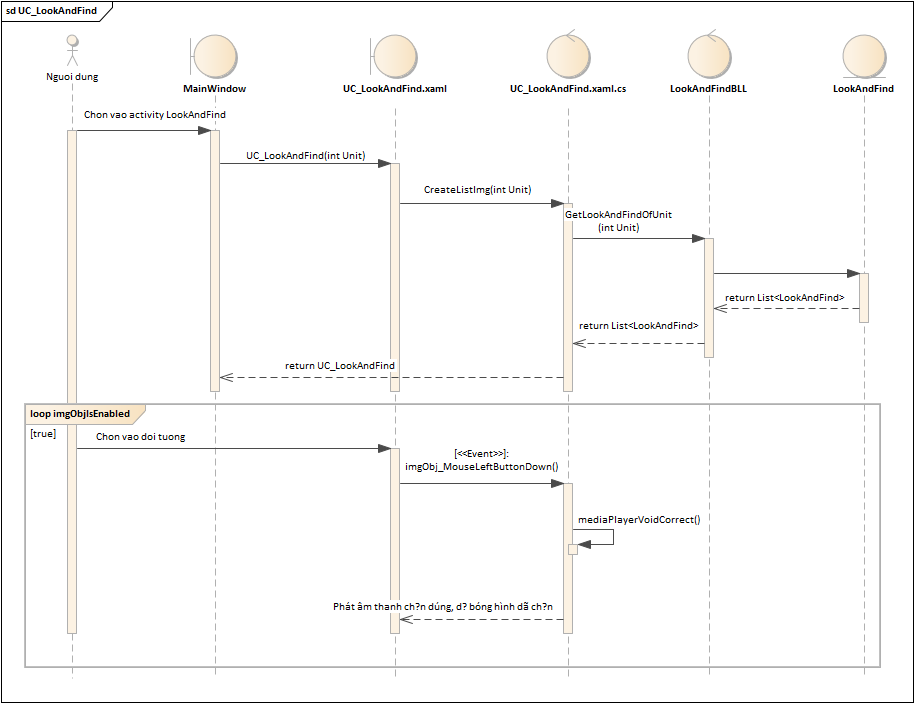 sd UC_LookAndFind
Nguoi dung
MainWindow
UC_LookAndFind.xaml
UC_LookAndFind.xaml.cs
LookAndFindBLL
LookAndFind
Chon vao activity LookAndFind
UC_LookAndFind(int Unit)
CreateListImg(int Unit)
GetLookAndFindOfUnit
(int Unit)
return List<LookAndFind>
return List<LookAndFind>
return UC_LookAndFind
loop imgObjIsEnabled
[true]
Chon vao doi tuong
[<<Event>>]:
imgObj_MouseLeftButtonDown()
mediaPlayerVoidCorrect()
Phát âm thanh ch?n dúng, d? bóng hình dã ch?n